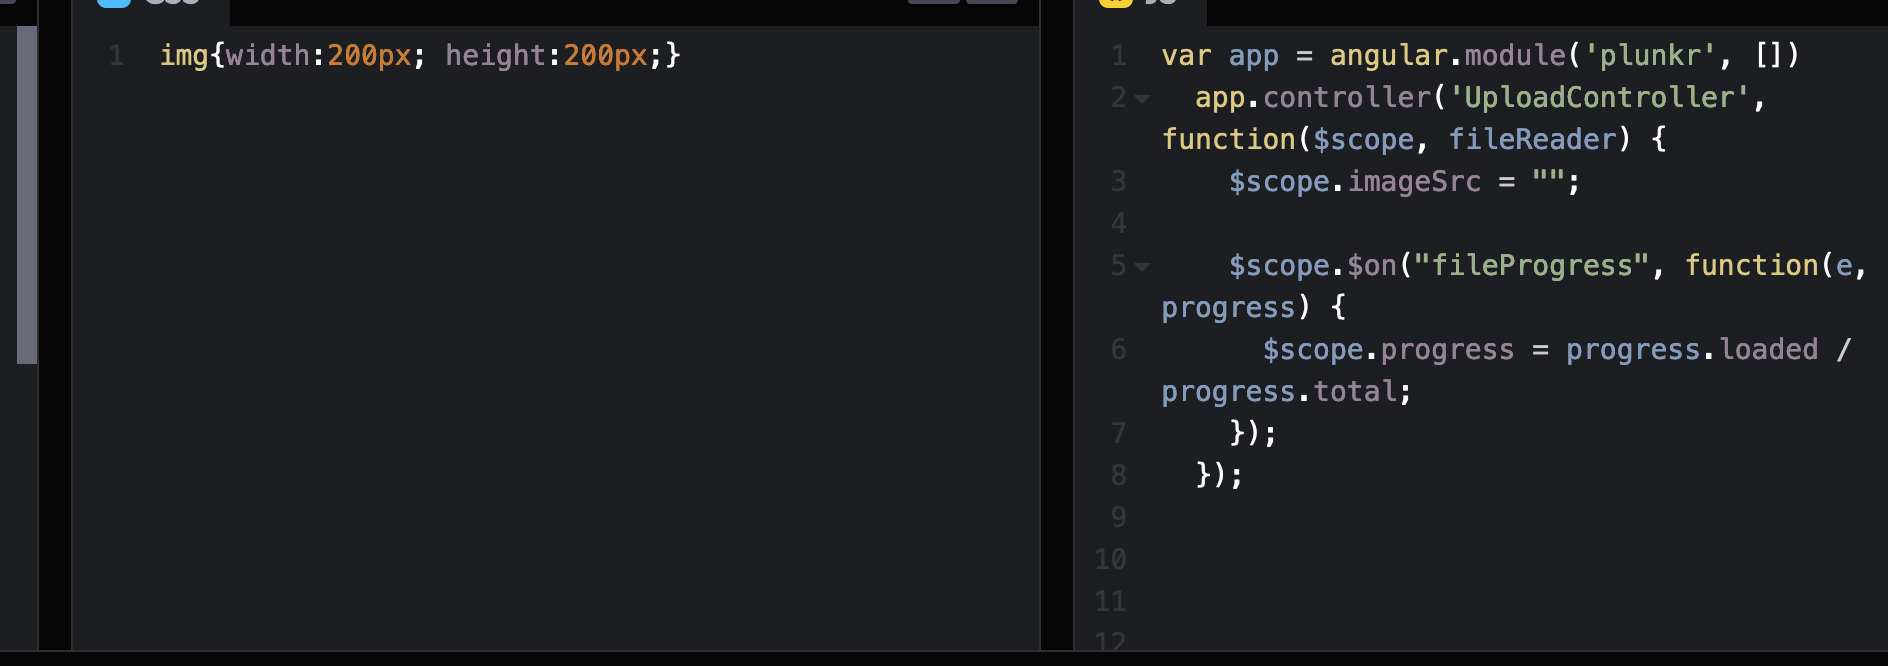 CSS
1 img{width:200px; height:200px;}
JS
1 var app = angular.module('plunkr', [])
2 app.controller('UploadController',
function($scope, fileReader) {
3 $scope.imageSrc = "";
4
5 $scope.$on("fileProgress", function(e,
progress) {
6 $scope.progress = progress.loaded /
progress.total;
7 });
8 });
9
10
11
12